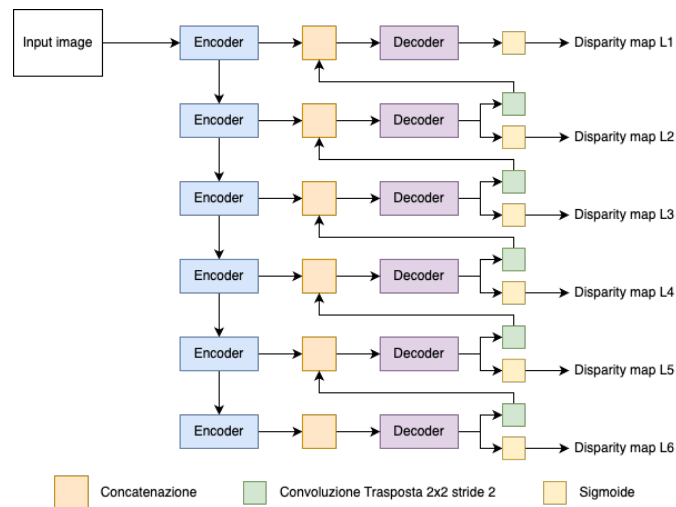 Input image
Encoder
Decoder
Disparity map L1
Encoder
Decoder
Disparity map L2
Encoder
Decoder
Disparity map L3
Encoder
Decoder
Disparity map L4
Encoder
Decoder
Disparity map L5
Encoder
Decoder
Disparity map L6
Concatenazione
Convoluzione Trasposta 2x2 stride 2
Sigmoide